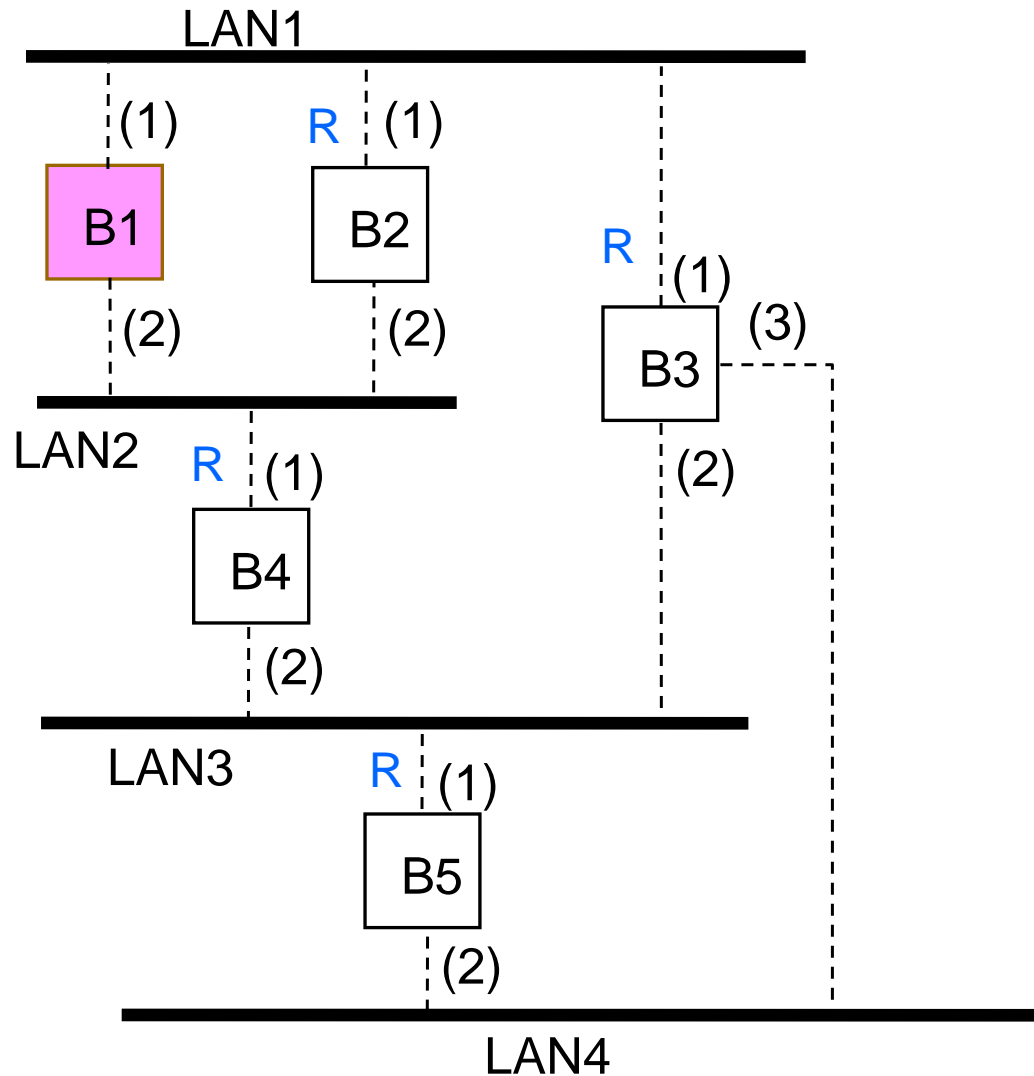 LAN1
(1)
R (1)
B1
B2
R
(1)
(3)
(2)
(2)
B3
LAN2
R (1)
(2)
B4
(2)
LAN3
R (1)
B5
(2)
LAN4